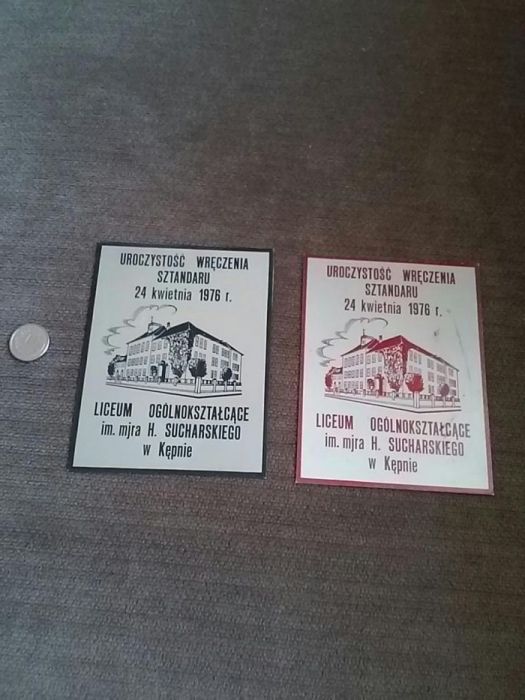 UROCZYSTOŚĆ WRĘCZENIA
SZTANDARU
24 kwietnia 1976 r.
LICEUM OGÓLNOKSZTAŁCĄCE
im. mjra H. SUCHARSKIEGO
w Kępnie
UROCZYSTOŚĆ WRĘCZENIA
SZTANDARU
24 kwietnia 1976 r.
LICEUM OGÓLNOKSZTAŁCĄCE
im. mjra H. SUCHARSKIEGO
w Kępnie